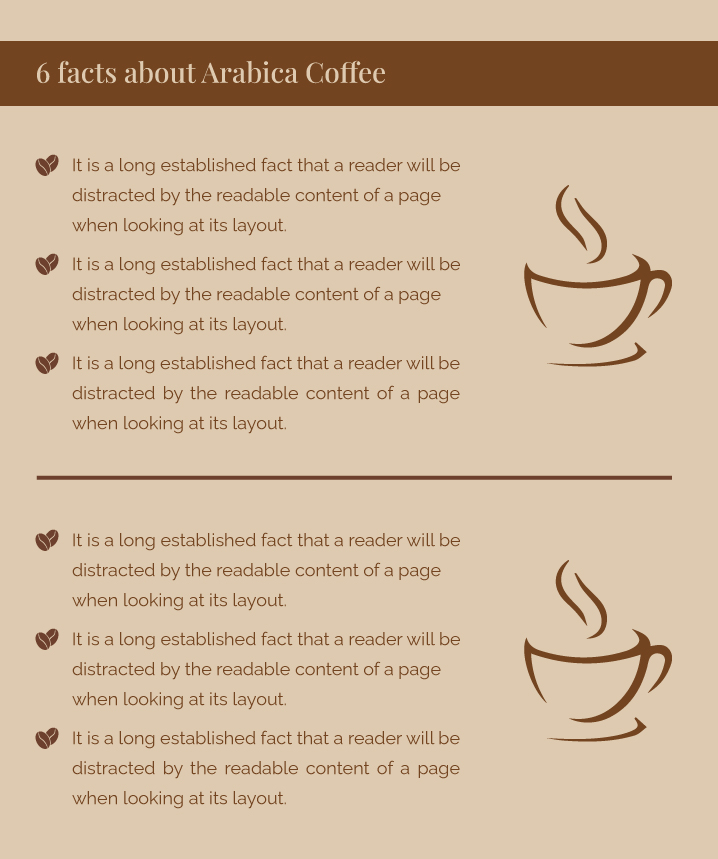 6 facts about Arabica Coffee
It is a long established fact that a reader will be
distracted by the readable content of a page
when looking at its layout.
It is a long established fact that a reader will be
distracted by the readable content of a page
when looking at its layout.
It is a long established fact that a reader will be
distracted by the readable content of a page
when looking at its layout.
It is a long established fact that a reader will be
distracted by the readable content of a page
when looking at its layout.
It is a long established fact that a reader will be
distracted by the readable content of a page
when looking at its layout.
It is a long established fact that a reader will be
distracted by the readable content of a page
when looking at its layout.